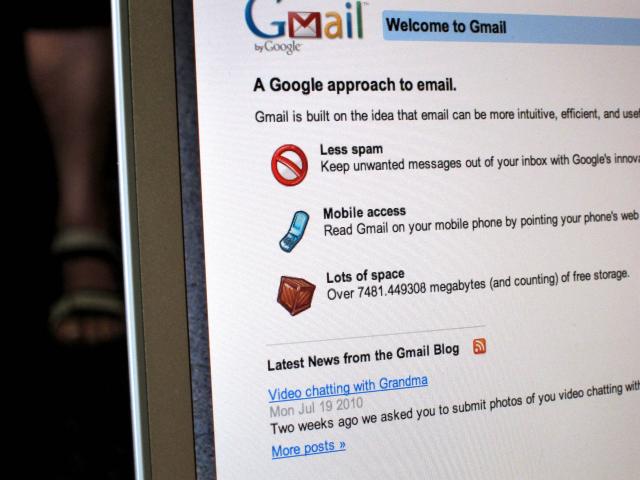 Gmail
by Google
Welcome to Gmail
A Google approach to email.
Gmail is built on the idea that email can be more intuitive, efficient, and
Less spam
Keep unwanted messages out of your inbox with Google's
Mobile access
Read Gmail on your mobile phone by pointing your phone's web
Lots of space
Over 7481.449308 megabytes (and counting) of free storage.
Latest News from the Gmail Blog
Video chatting with Grandma
Mon Jul 19 2010
Two weeks ago we asked you to submit photos of you video chatting with
More posts »